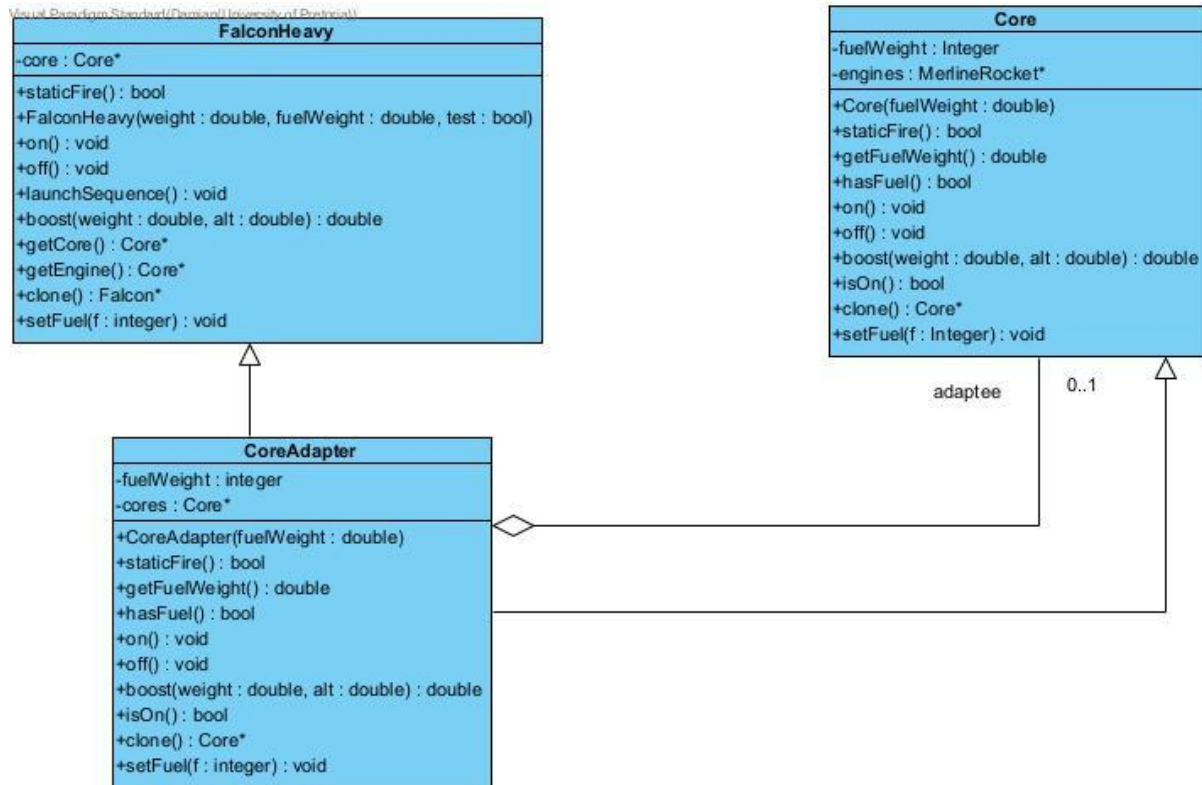 Visual Paradigm Standard(Damian(University of Pretoria))
FalconHeavy
-core : Core*
+staticFire() : bool
+FalconHeavy(weight : double, fuelWeight : double, test : bool)
+on() : void
+off() : void
+launchSequence() : void
+boost(weight : double, alt : double) : double
+getCore() : Core*
+getEngine() : Core*
+clone() : Falcon*
+setFuel(f : integer) : void
Core
-fuelWeight : Integer
-engines : MerlineRocket*
+Core(fuelWeight : double)
+staticFire() : bool
+getFuelWeight() : double
+hasFuel() : bool
+on() : void
+off() : void
+boost(weight : double, alt : double) : double
+isOn() : bool
+clone() : Core*
+setFuel(f : Integer) : void
adaptee
0..1
CoreAdapter
-fuelWeight : integer
-cores : Core*
+CoreAdapter(fuelWeight : double)
+staticFire() : bool
+getFuelWeight() : double
+hasFuel() : bool
+on() : void
+off() : void
+boost(weight : double, alt : double) : double
+isOn() : bool
+clone() : Core*
+setFuel(f : integer) : void